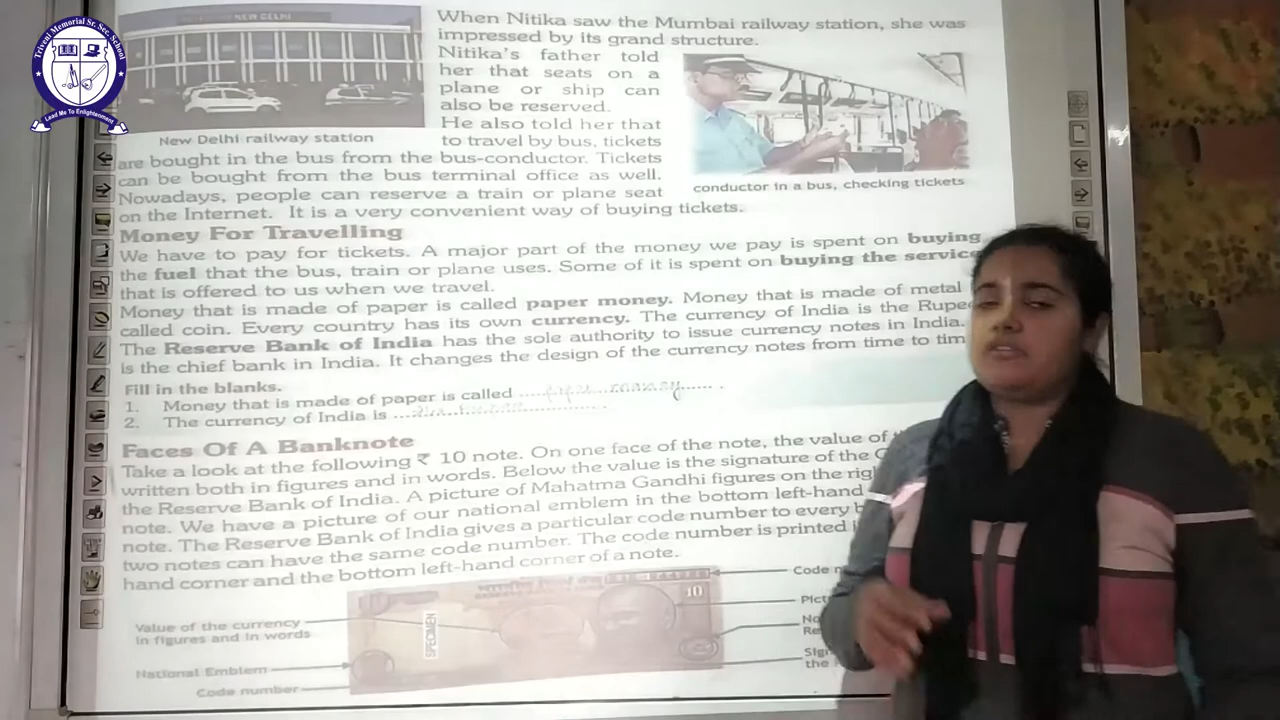 Triveni Memorial Sr. Sec. School
Lead Me To Enlightenment
NEW DELHI
New Delhi railway station
When Nitika saw the Mumbai railway station, she was
impressed by its grand structure.
Nitika's father told
her that seats on a
plane or ship can
also be reserved.
He also told her that
to travel by bus, tickets
are bought in the bus from the bus-conductor. Tickets
can be bought from the bus terminal office as well.
Nowadays, people can reserve a train or plane seat
on the Internet. It is a very convenient way of buying tickets.
conductor in a bus, checking tickets
Money For Travelling
We have to pay for tickets. A major part of the money we pay is spent on buying
the fuel that the bus, train or plane uses. Some of it is spent on buying the service
that is offered to us when we travel.
Money that is made of paper is called paper money. Money that is made of metal
called coin. Every country has its own currency. The currency of India is the Rupee
The Reserve Bank of India has the sole authority to issue currency notes in India.
is the chief bank in India. It changes the design of the currency notes from time to tim
Fill in the blanks.
1. Money that is made of paper is called paper money.
2. The currency of India is
Faces Of A Banknote
Take a look at the following ₹ 10 note. On one face of the note, the value of
written both in figures and in words. Below the value is the signature of the G
the Reserve Bank of India. A picture of Mahatma Gandhi figures on the righ
note. We have a picture of our national emblem in the bottom left-hand
note. The Reserve Bank of India gives a particular code number to every b
two notes can have the same code number. The code number is printed i
hand corner and the bottom left-hand corner of a note.
Value of the currency
in figures and in words
National Emblem
Code number
SPECIMEN
10
Code n
Pict
Re
Sig
the